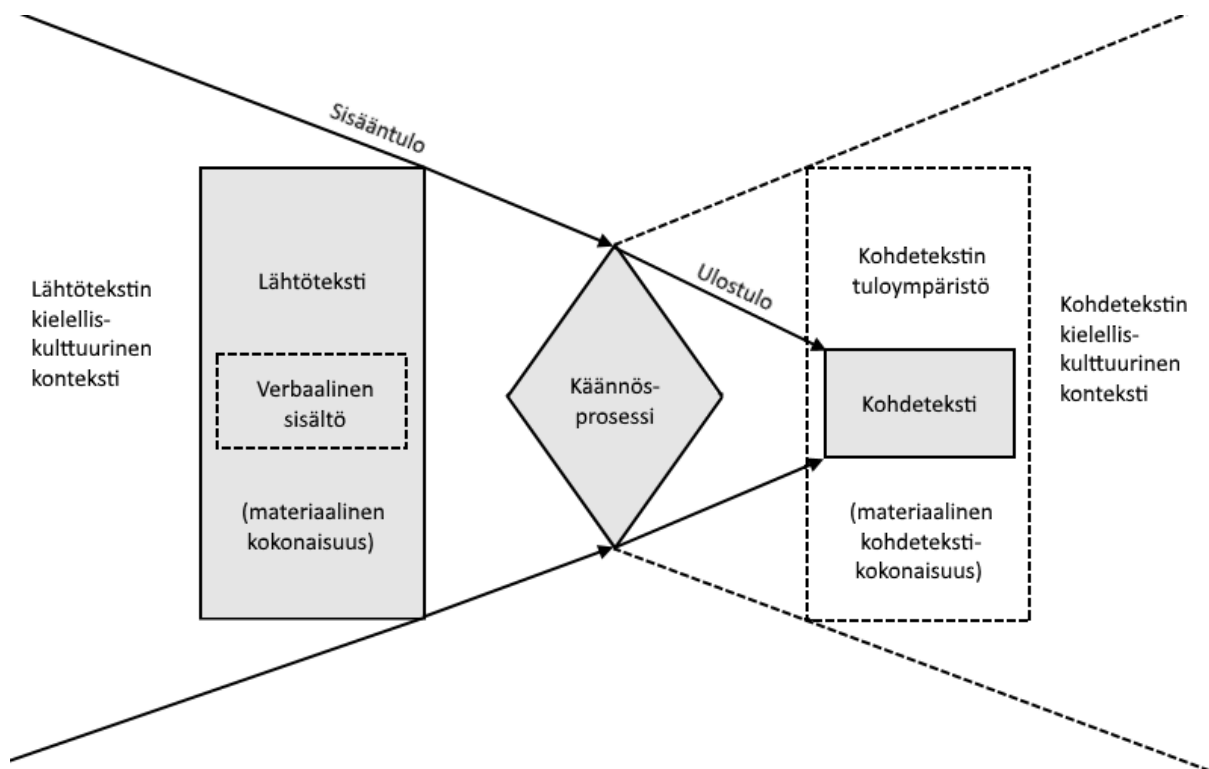 Sisääntulo
Lähtötekstin
kielellis-
kulttuurinen
konteksti
Lähtöteksti
Verbaalinen
sisältö
(materiaalinen
kokonaisuus)
Käännös-
prosessi
Ulostulo
Kohdetekstin
tuloympäristö
Kohdeteksti
(materiaalinen
kohdeteksti-
kokonaisuus)
Kohdetekstin
kielellis-
kulttuurinen
konteksti